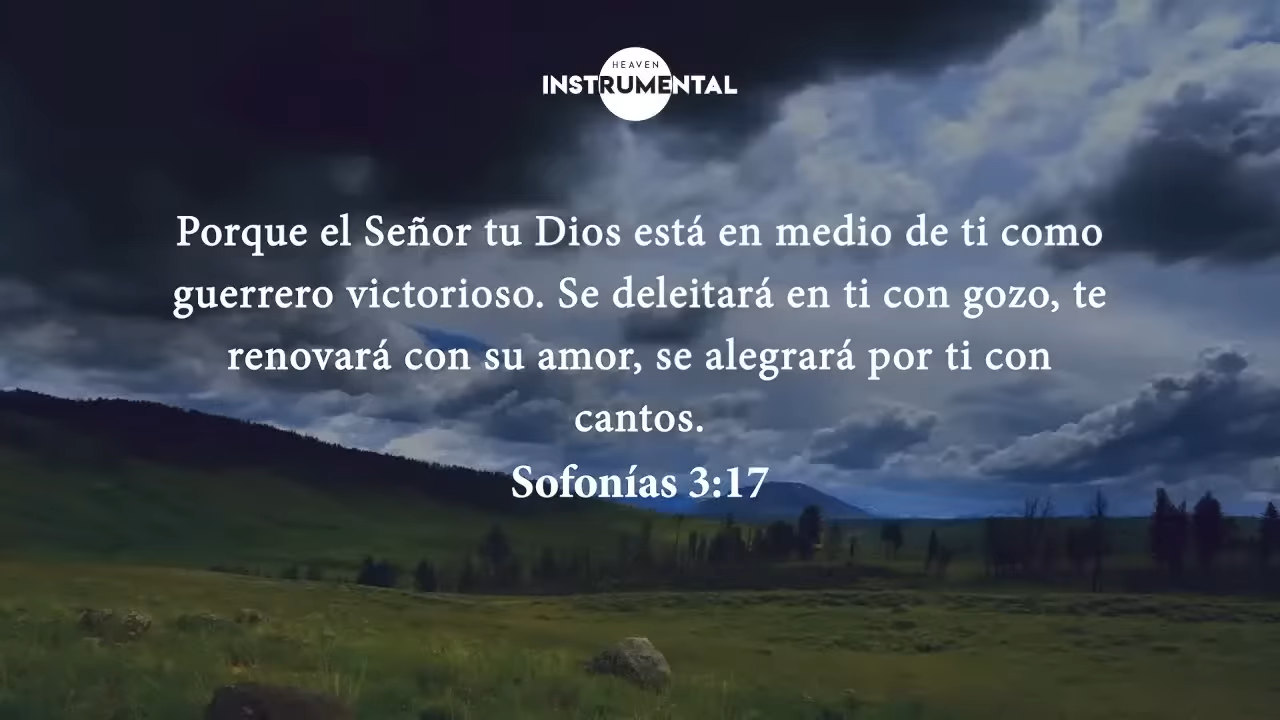 HEAVEN
INSTRUMENTAL
Porque el Señor tu Dios está en medio de ti como
guerrero victorioso. Se deleitará en ti con gozo, te
renovará con su amor, se alegrará por ti con
cantos.
Sofonías 3:17